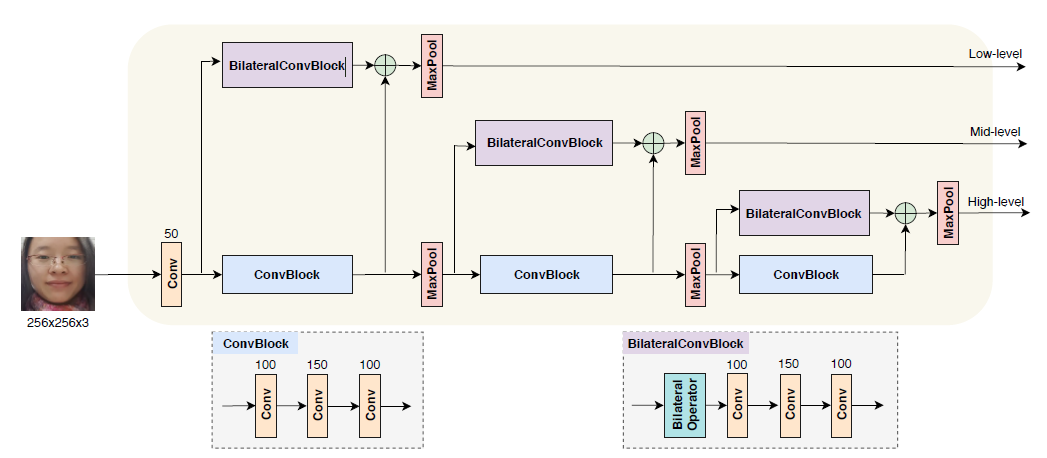 BilateralConvBlock
MaxPool
Low-level
BilateralConvBlock
MaxPool
Mid-level
BilateralConvBlock
MaxPool
High-level
50
Conv
ConvBlock
MaxPool
ConvBlock
MaxPool
ConvBlock
256x256x3
ConvBlock
100
150
100
Conv
Conv
Conv
BilateralConvBlock
100
150
100
Bilateral
Operator
Conv
Conv
Conv